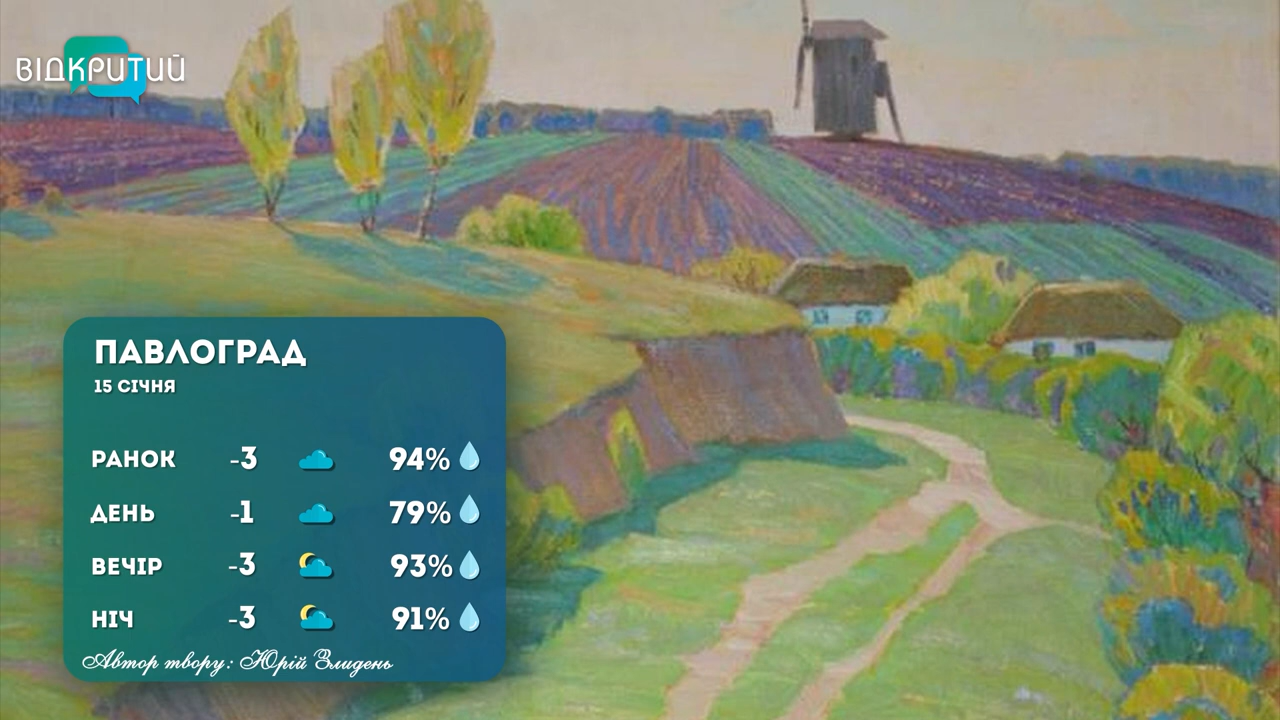 ВІДКРИТИЙ
ПАВЛОГРАД
15 СІЧНЯ
РАНОК -3 94%
ДЕНЬ -1 79%
ВЕЧІР -3 93%
НІЧ -3 91%
Автор твору: Юрій Злидень